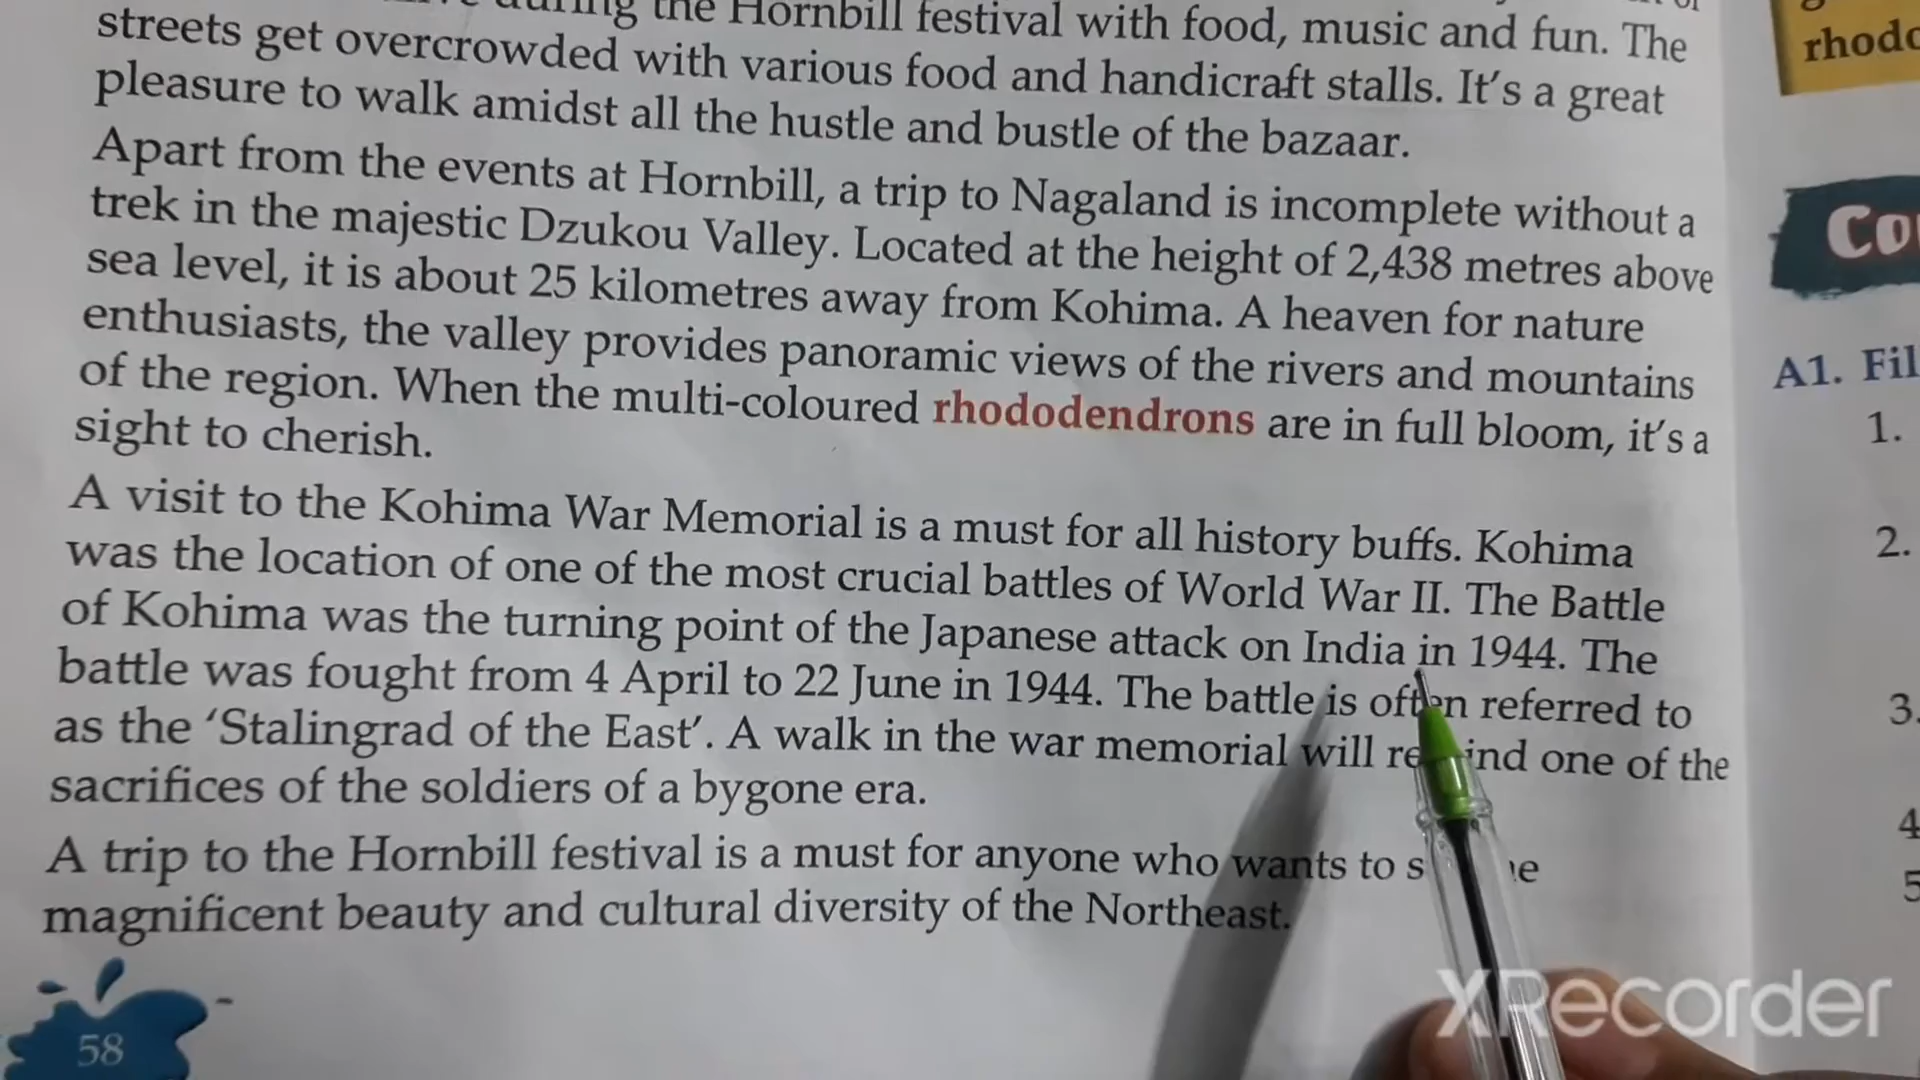 during the Hornbill festival with food, music and fun. The
streets get overcrowded with various food and handicraft stalls. It's a great
pleasure to walk amidst all the hustle and bustle of the bazaar.
Apart from the events at Hornbill, a trip to Nagaland is incomplete without a
trek in the majestic Dzukou Valley. Located at the height of 2,438 metres above
sea level, it is about 25 kilometres away from Kohima. A heaven for nature
enthusiasts, the valley provides panoramic views of the rivers and mountains
of the region. When the multi-coloured rhododendrons are in full bloom, it's a
sight to cherish.
A visit to the Kohima War Memorial is a must for all history buffs. Kohima
was the location of one of the most crucial battles of World War II. The Battle
of Kohima was the turning point of the Japanese attack on India in 1944. The
battle was fought from 4 April to 22 June in 1944. The battle is often referred to
as the 'Stalingrad of the East'. A walk in the war memorial will remind one of the
sacrifices of the soldiers of a bygone era.
A trip to the Hornbill festival is a must for anyone who wants to
magnificent beauty and cultural diversity of the Northeast.
58
A1.
1.
2.
3.
4
5
XRecorder